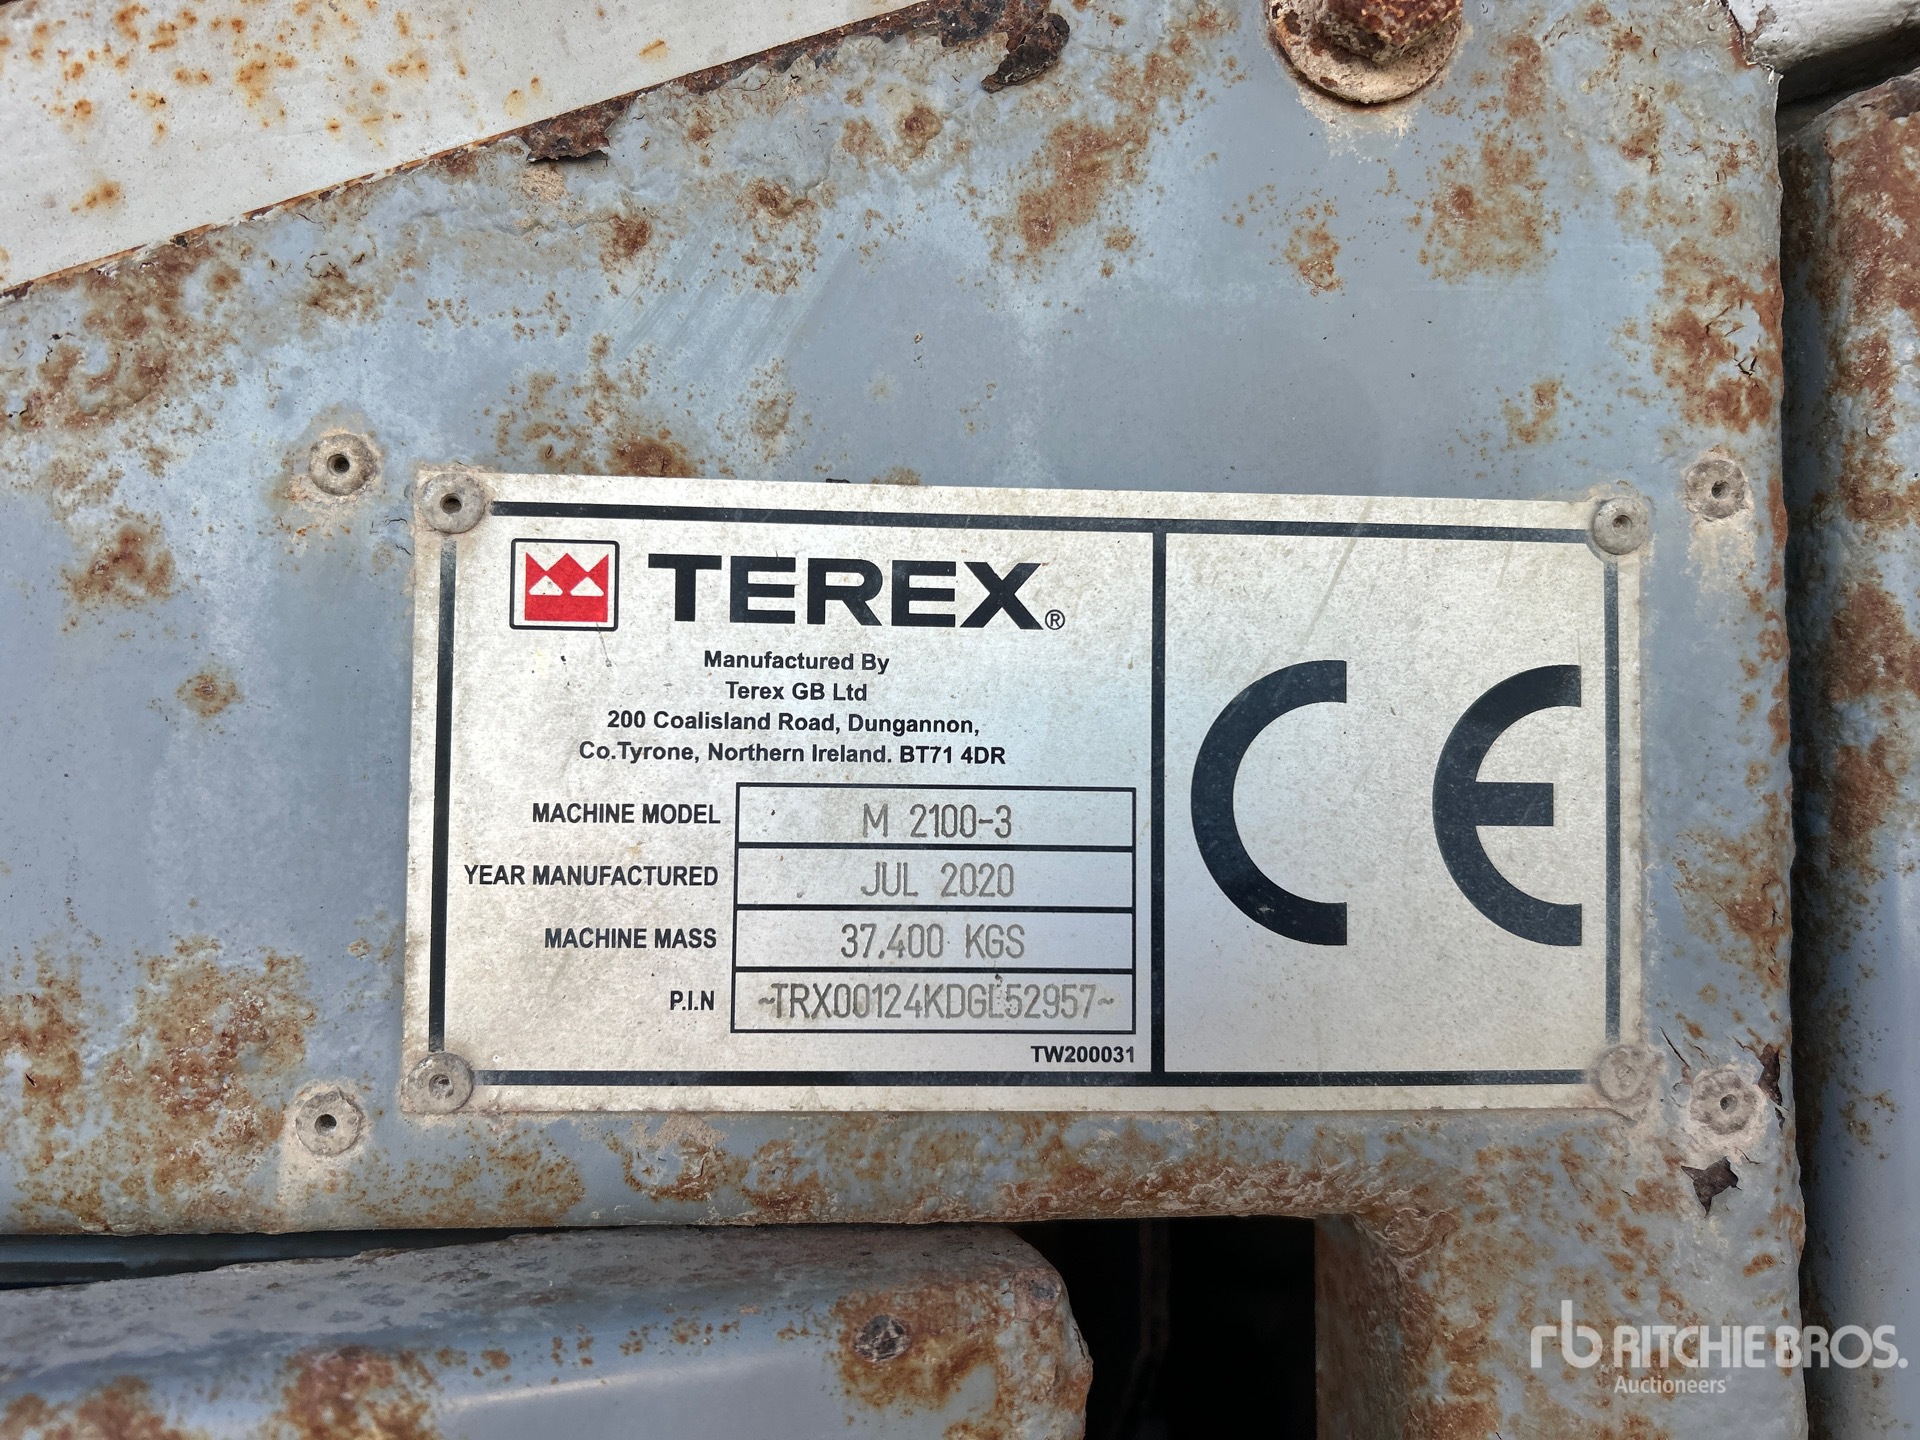 TEREX®
Manufactured By
Terex GB Ltd
200 Coalisland Road, Dungannon,
Co.Tyrone, Northern Ireland. BT71 4DR
MACHINE MODEL M 2100-3
YEAR MANUFACTURED JUL 2020
MACHINE MASS 37,400 KGS
P.I.N ~TRX00124KDGL52957~
TW200031
CE
rb RITCHIE BROS.
Auctioneers